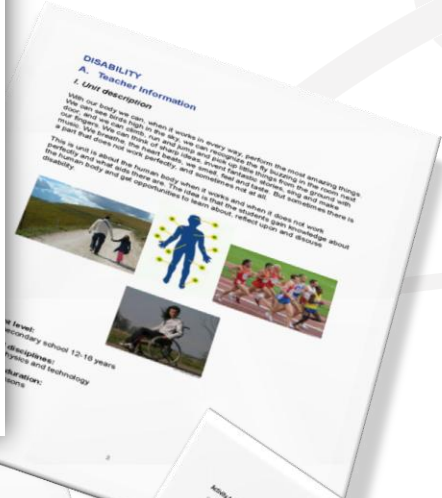 DISABILITY
A. Teacher Information
I. Unit description
With our body we can, when it works in every way, perform the most amazing things.
We can see birds high in the sky, we can recognize the fly buzzing in the room next
door, and we can climb, run and jump and pick up little things from the ground with
our fingers. We can think of sharp ideas, invent fantastic stories, sing and make
music. We breathe, the heart beats, we smell, feel and taste. But sometimes there is
a part that does not work perfectly, and sometimes not at all.
This is unit is about the human body when it works and when it does not work
perfectly and what aids there are. The idea is that the students gain knowledge about
the human body and get opportunities to learn about, reflect upon and discuss
disability.
level:
secondary school 12-16 years
disciplines:
physics and technology
duration:
Activity